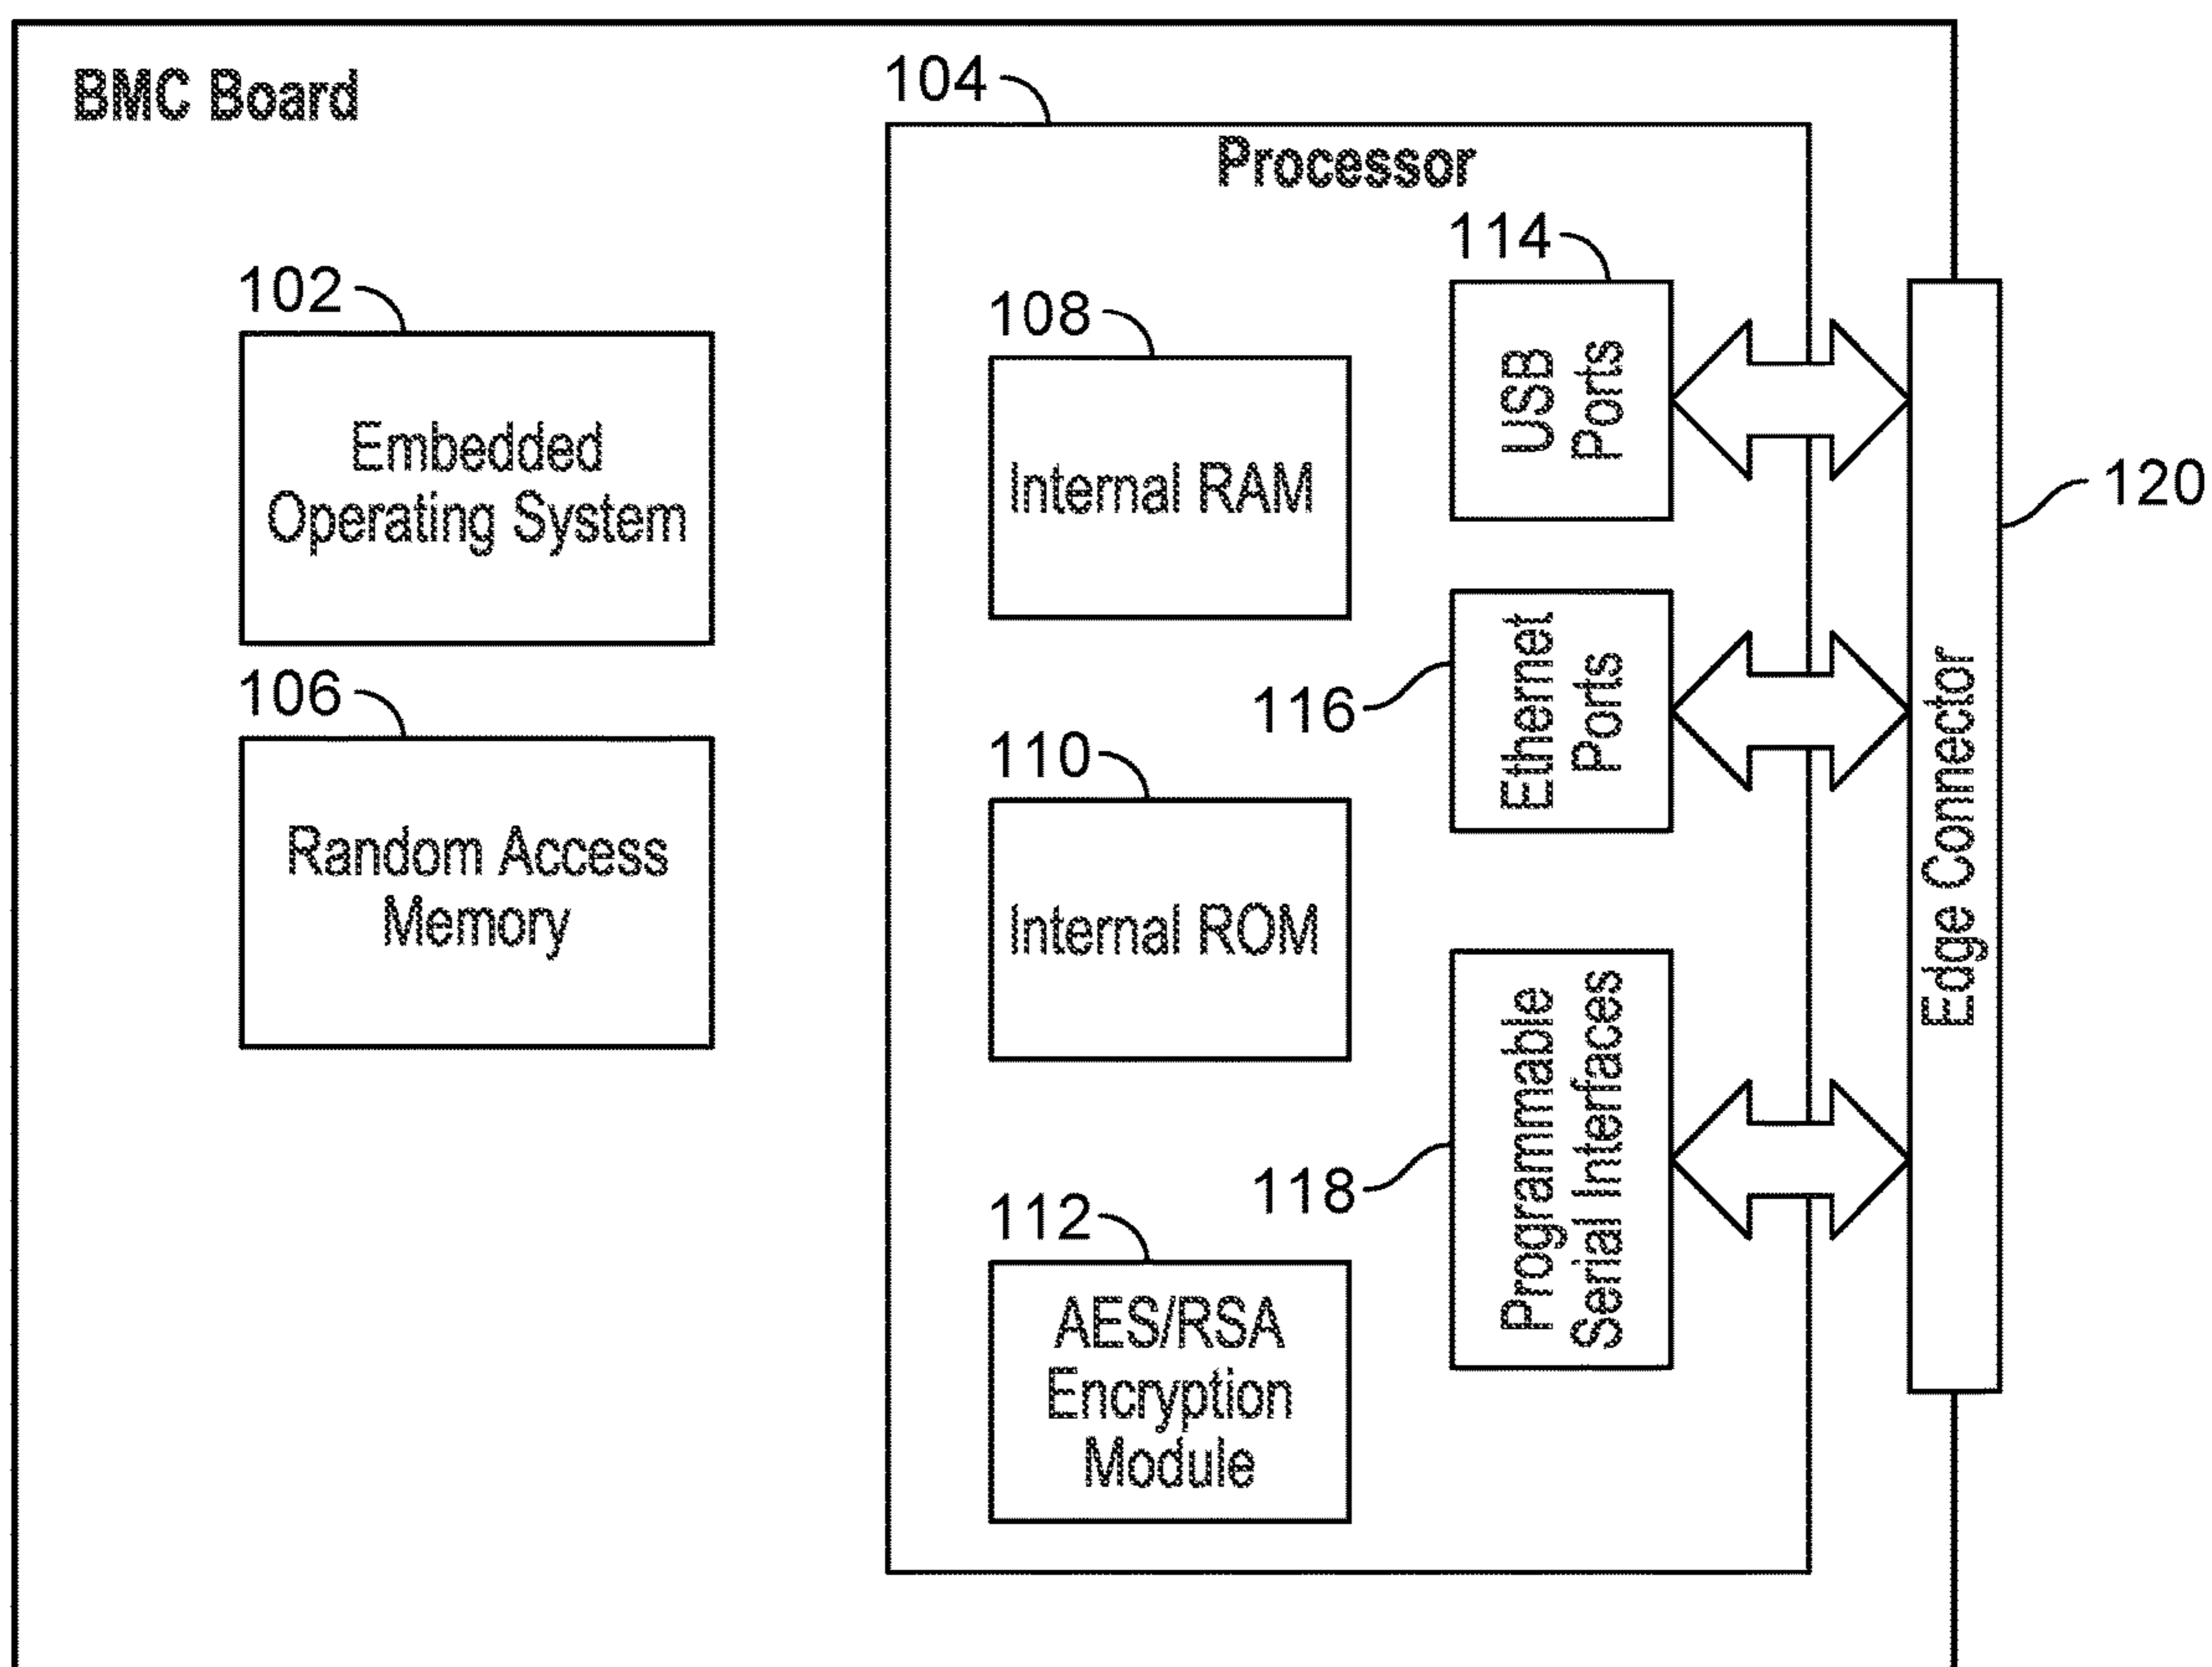 BMC Board
104
Processor
102
Embedded
Operating System
106
Random Access
Memory
108
Internal RAM
110
Internal ROM
112
AES/RSA
Encryption
Module
114
USB
Ports
116
Ethernet
Ports
118
Programmable
Serial Interfaces
120
Edge Connector